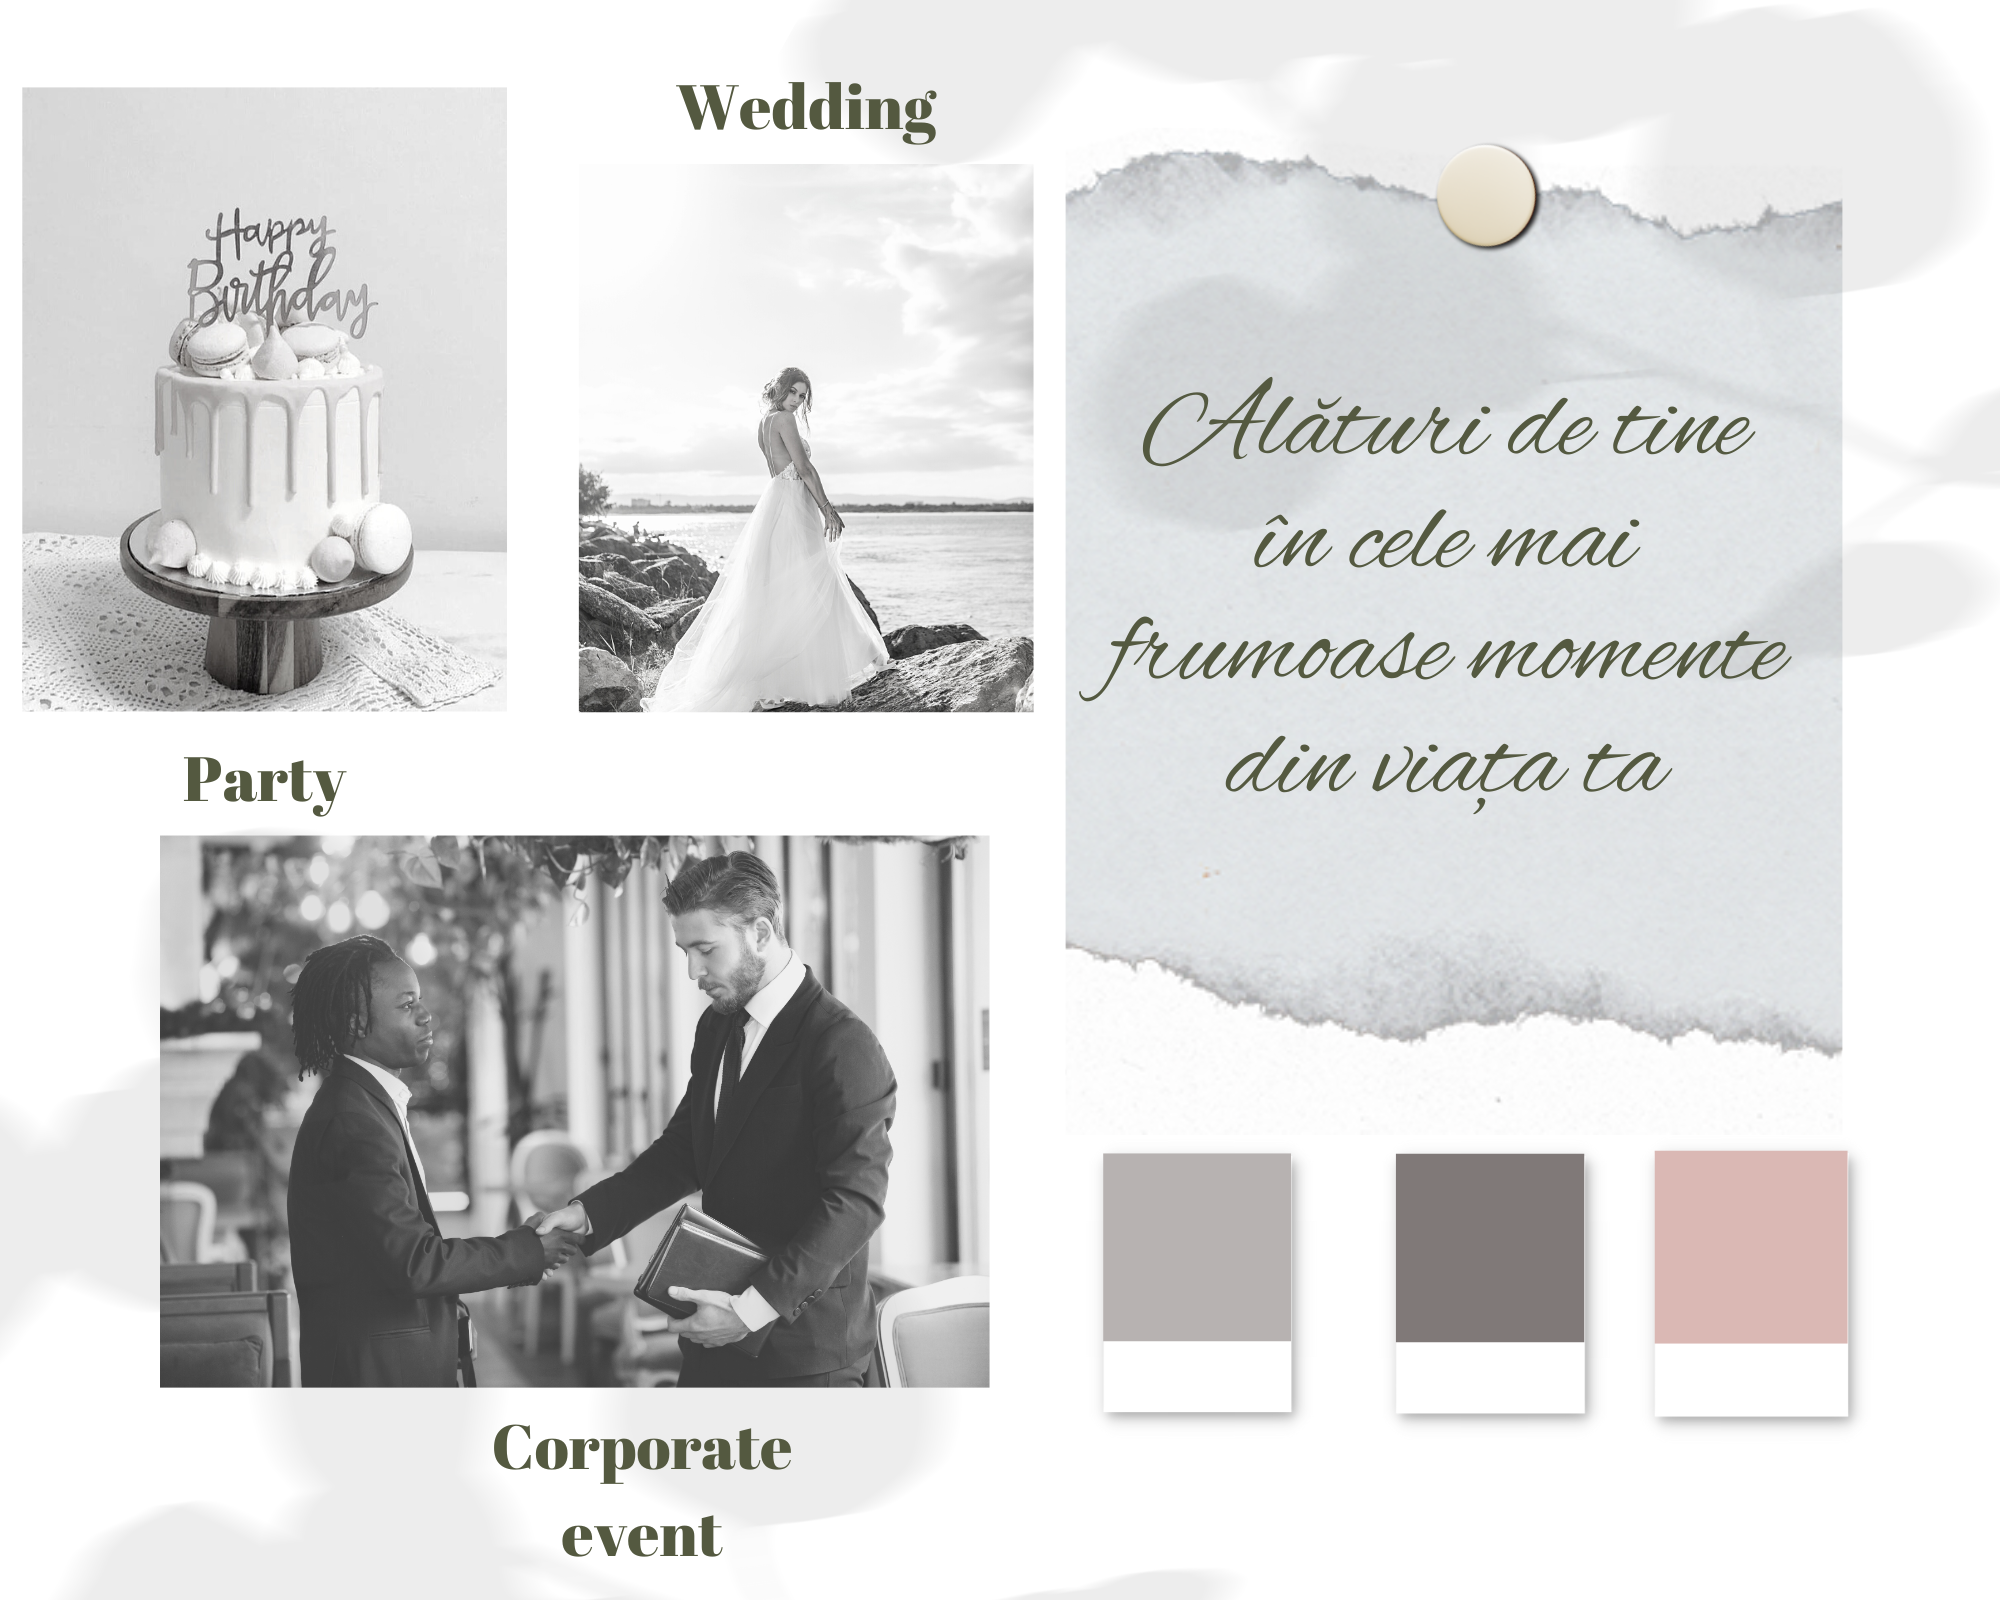 Wedding
Happy
Birthday
Party
Alături de tine
în cele mai
frumoase momente
din viața ta
Corporate
event